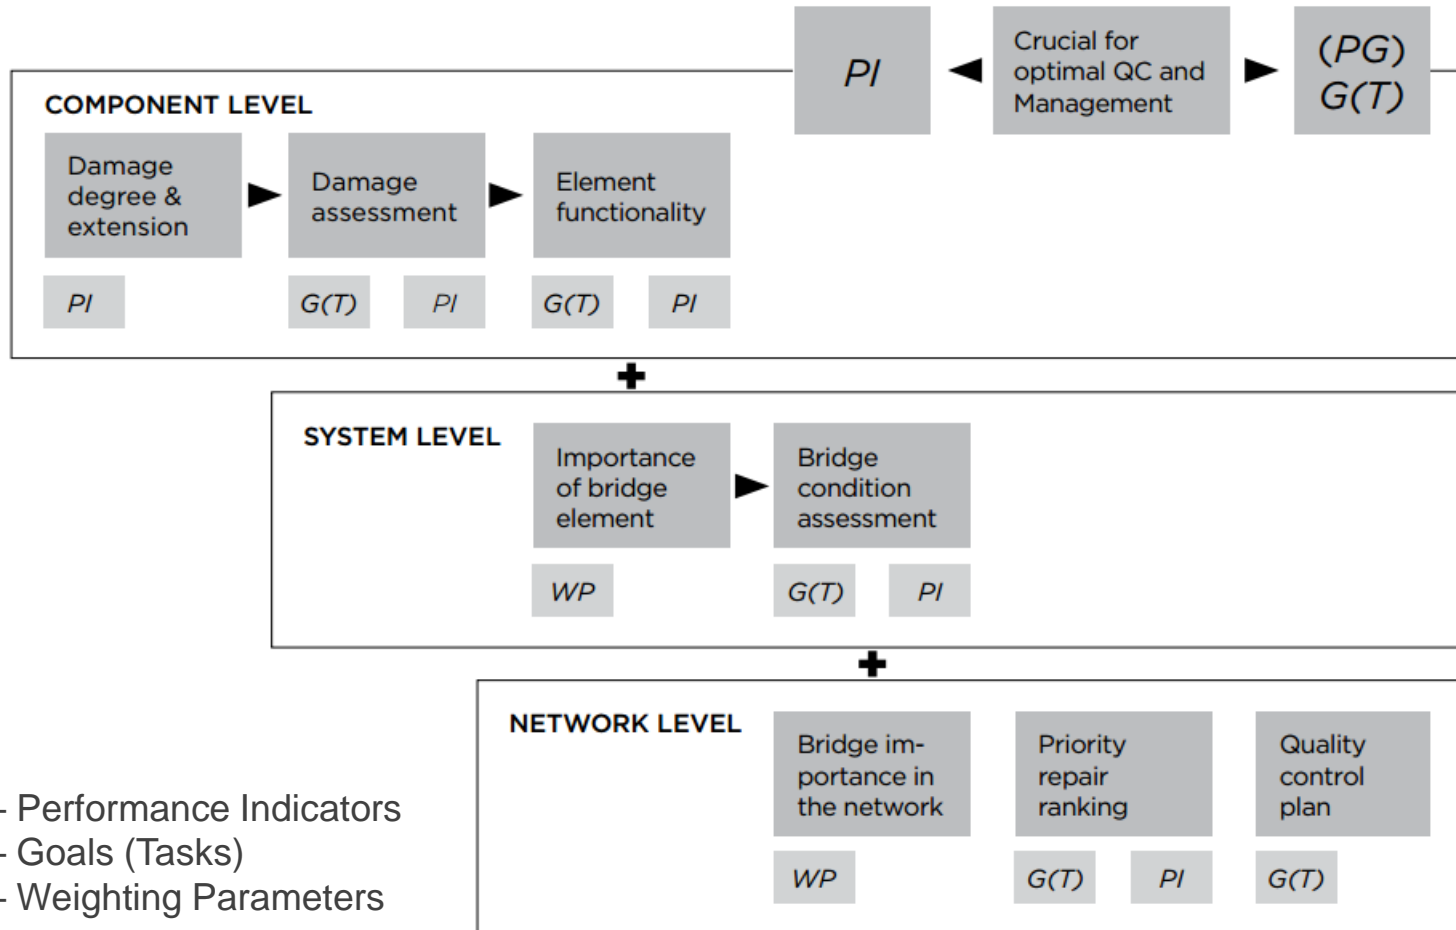 PI
Crucial for
optimal QC and
Management
(PG)
G(T)
COMPONENT LEVEL
Damage
degree &
extension
Damage
assessment
Element
functionality
PI
G(T)
PI
G(T)
PI
+
SYSTEM LEVEL
Importance
of bridge
element
Bridge
condition
assessment
WP
G(T)
PI
+
NETWORK LEVEL
Bridge im-
portance in
the network
Priority
repair
ranking
Quality
control
plan
WP
G(T)
PI
G(T)
- Performance Indicators
- Goals (Tasks)
- Weighting Parameters